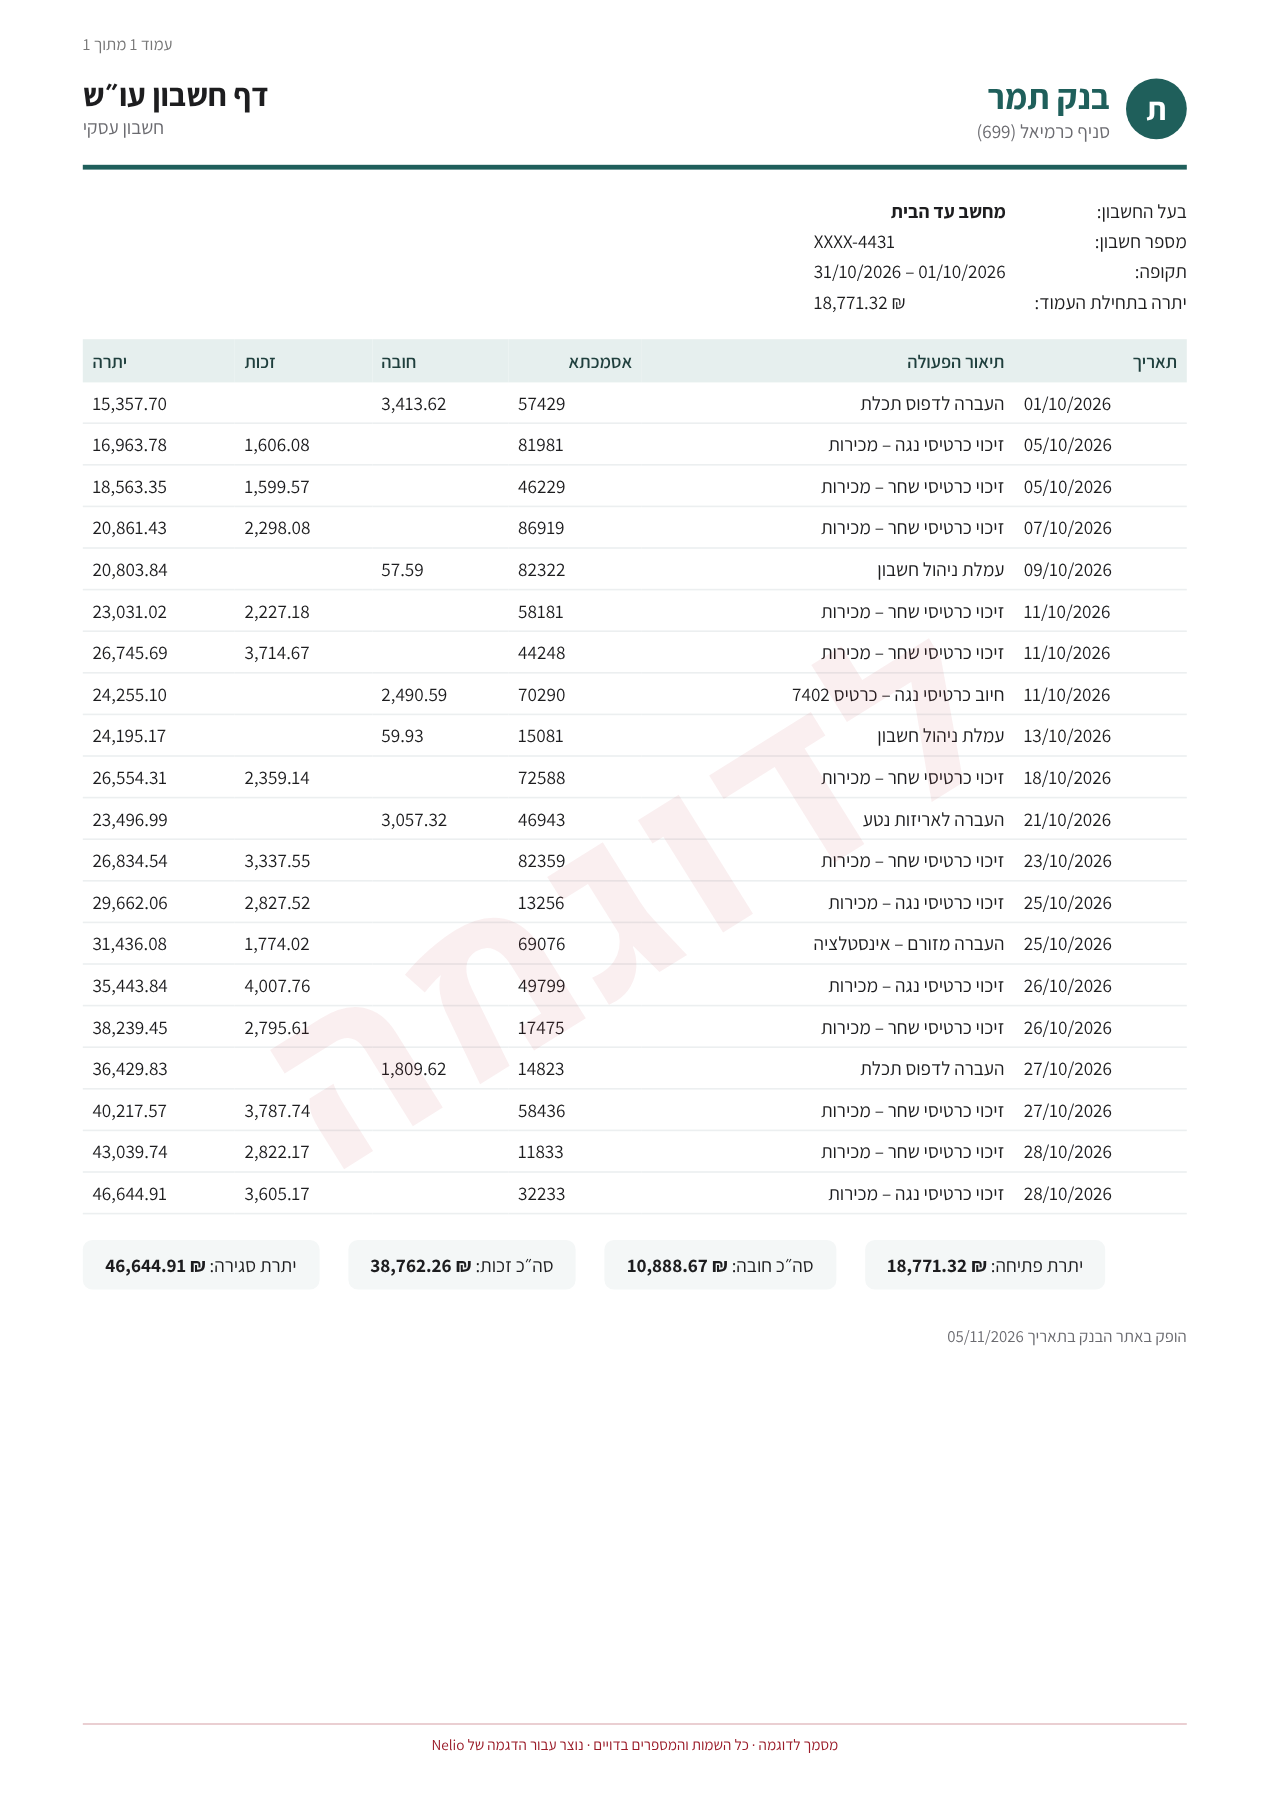 עמוד 1 מתוך 1
ת
בנק תמר
סניף כרמיאל (699)
דף חשבון עו״ש
חשבון עסקי
בעל החשבון: מחשב עד הבית
מספר חשבון: XXXX-4431
תקופה: 01/10/2026 – 31/10/2026
יתרה בתחילת העמוד: ₪ 18,771.32
תאריך תיאור הפעולה אסמכתא חובה זכות יתרה
01/10/2026 העברה לדפוס תכלת 57429 3,413.62 15,357.70
05/10/2026 זיכוי כרטיסי נגה – מכירות 81981 1,606.08 16,963.78
05/10/2026 זיכוי כרטיסי שחר – מכירות 46229 1,599.57 18,563.35
07/10/2026 זיכוי כרטיסי שחר – מכירות 86919 2,298.08 20,861.43
09/10/2026 עמלת ניהול חשבון 82322 57.59 20,803.84
11/10/2026 זיכוי כרטיסי שחר – מכירות 58181 2,227.18 23,031.02
11/10/2026 זיכוי כרטיסי שחר – מכירות 44248 3,714.67 26,745.69
11/10/2026 חיוב כרטיסי נגה – כרטיס 7402 70290 2,490.59 24,255.10
13/10/2026 עמלת ניהול חשבון 15081 59.93 24,195.17
18/10/2026 זיכוי כרטיסי שחר – מכירות 72588 2,359.14 26,554.31
21/10/2026 העברה לאריזות נטע 46943 3,057.32 23,496.99
23/10/2026 זיכוי כרטיסי שחר – מכירות 82359 3,337.55 26,834.54
25/10/2026 זיכוי כרטיסי נגה – מכירות 13256 2,827.52 29,662.06
25/10/2026 העברה מזורם – אינסטלציה 69076 1,774.02 31,436.08
26/10/2026 זיכוי כרטיסי נגה – מכירות 49799 4,007.76 35,443.84
26/10/2026 זיכוי כרטיסי שחר – מכירות 17475 2,795.61 38,239.45
27/10/2026 העברה לדפוס תכלת 14823 1,809.62 36,429.83
27/10/2026 זיכוי כרטיסי שחר – מכירות 58436 3,787.74 40,217.57
28/10/2026 זיכוי כרטיסי שחר – מכירות 11833 2,822.17 43,039.74
28/10/2026 זיכוי כרטיסי נגה – מכירות 32233 3,605.17 46,644.91
לדוגמה
יתרת פתיחה: ₪ 18,771.32 סה״כ חובה: ₪ 10,888.67 סה״כ זכות: ₪ 38,762.26 יתרת סגירה: ₪ 46,644.91
הופק באתר הבנק בתאריך 05/11/2026
מסמך לדוגמה · כל השמות והמספרים בדויים · נוצר עבור הדגמה של Nelio